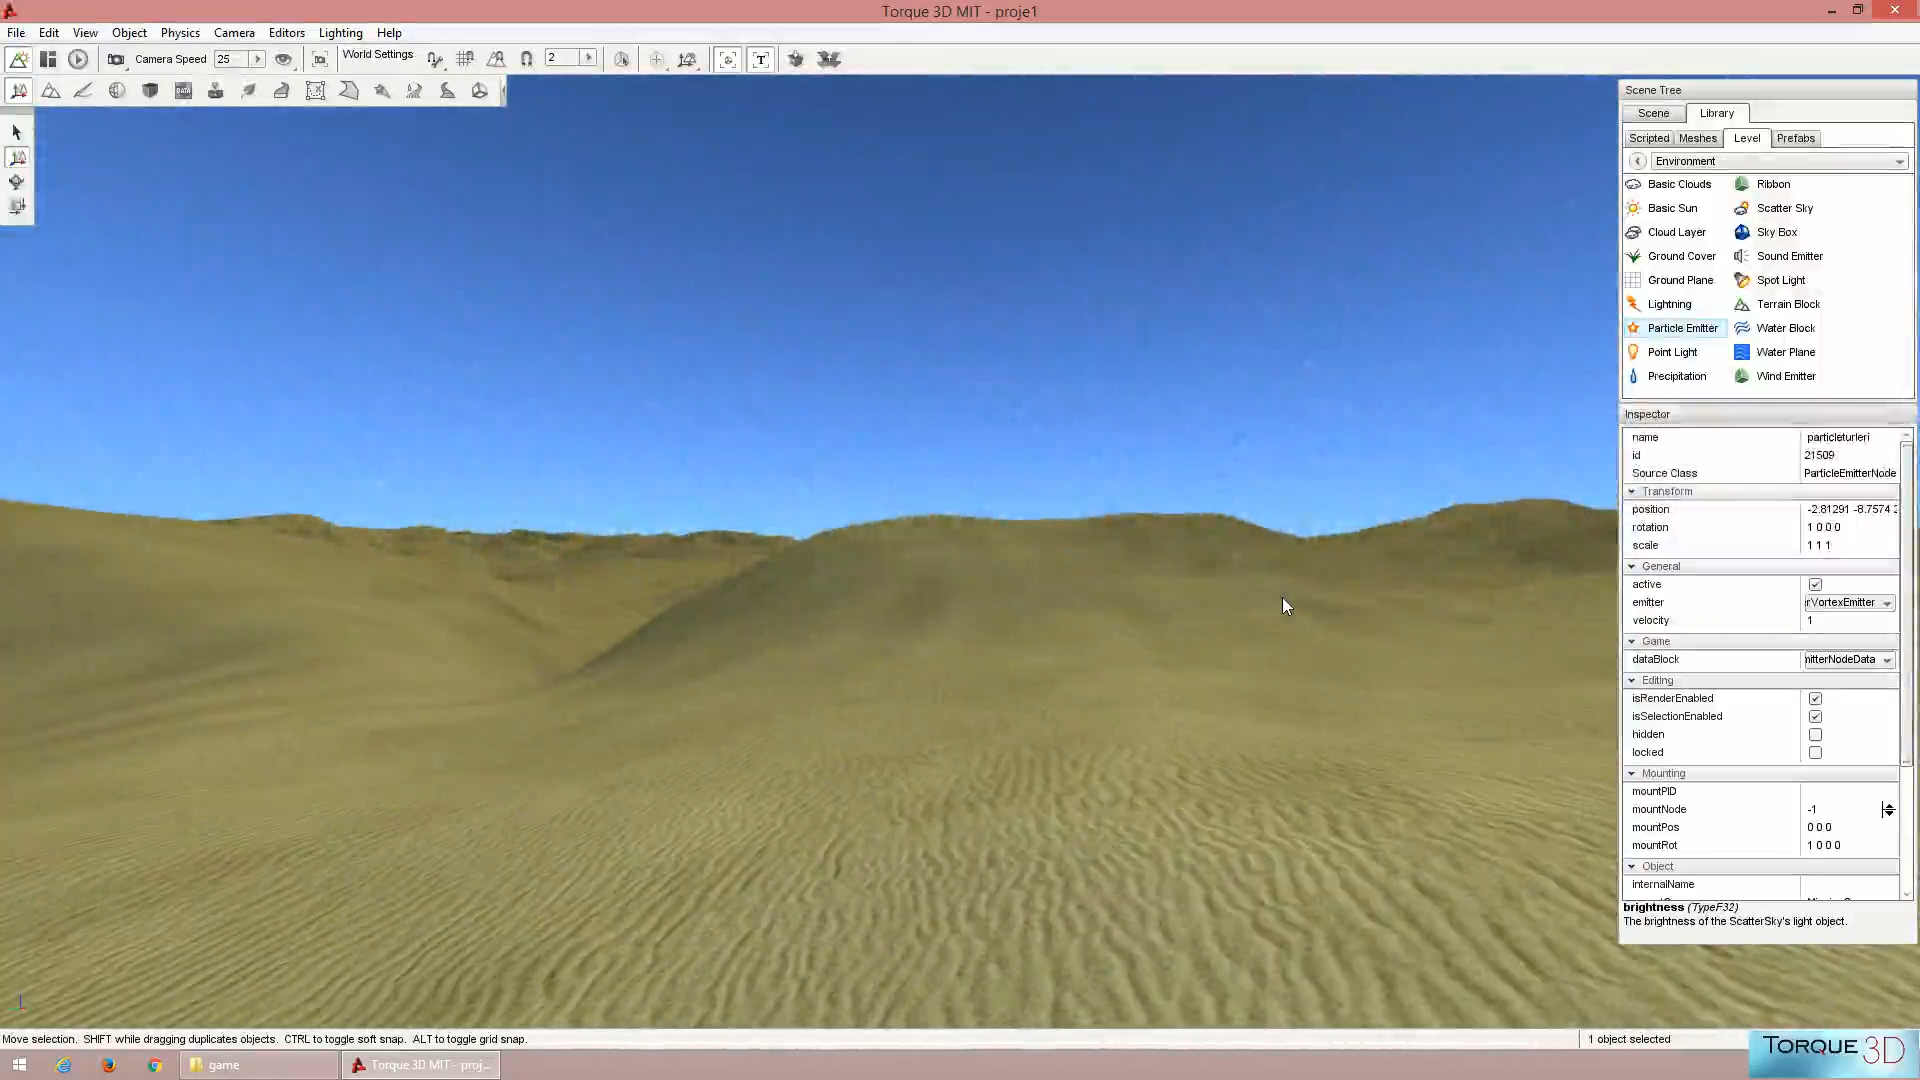 Torque 3D MIT - proje1
File Edit View Object Physics Camera Editors Lighting Help
Camera Speed 25 World Settings 2 T
DATA
Scene Tree
Scene Library
Scripted Meshes Level Prefabs
Environment
Basic Clouds Ribbon
Basic Sun Scatter Sky
Cloud Layer Sky Box
Ground Cover Sound Emitter
Ground Plane Spot Light
Lightning Terrain Block
Particle Emitter Water Block
Point Light Water Plane
Precipitation Wind Emitter
Inspector
name particleturleri
id 21509
Source Class ParticleEmitterNode
Transform
position -2.81291 -8.7574
rotation 1 0 0 0
scale 1 1 1
General
active
emitter rVortexEmitter
velocity 1
Game
dataBlock nitterNodeData
Editing
isRenderEnabled
isSelectionEnabled
hidden
locked
Mounting
mountPID
mountNode -1
mountPos 0 0 0
mountRot 1 0 0 0
Object
internalName
brightness (TypeF32)
The brightness of the ScatterSky's light object.
Move selection. SHIFT while dragging duplicates objects. CTRL to toggle soft snap. ALT to toggle grid snap. 1 object selected
game Torque 3D MIT - proj...
TORQUE 3D